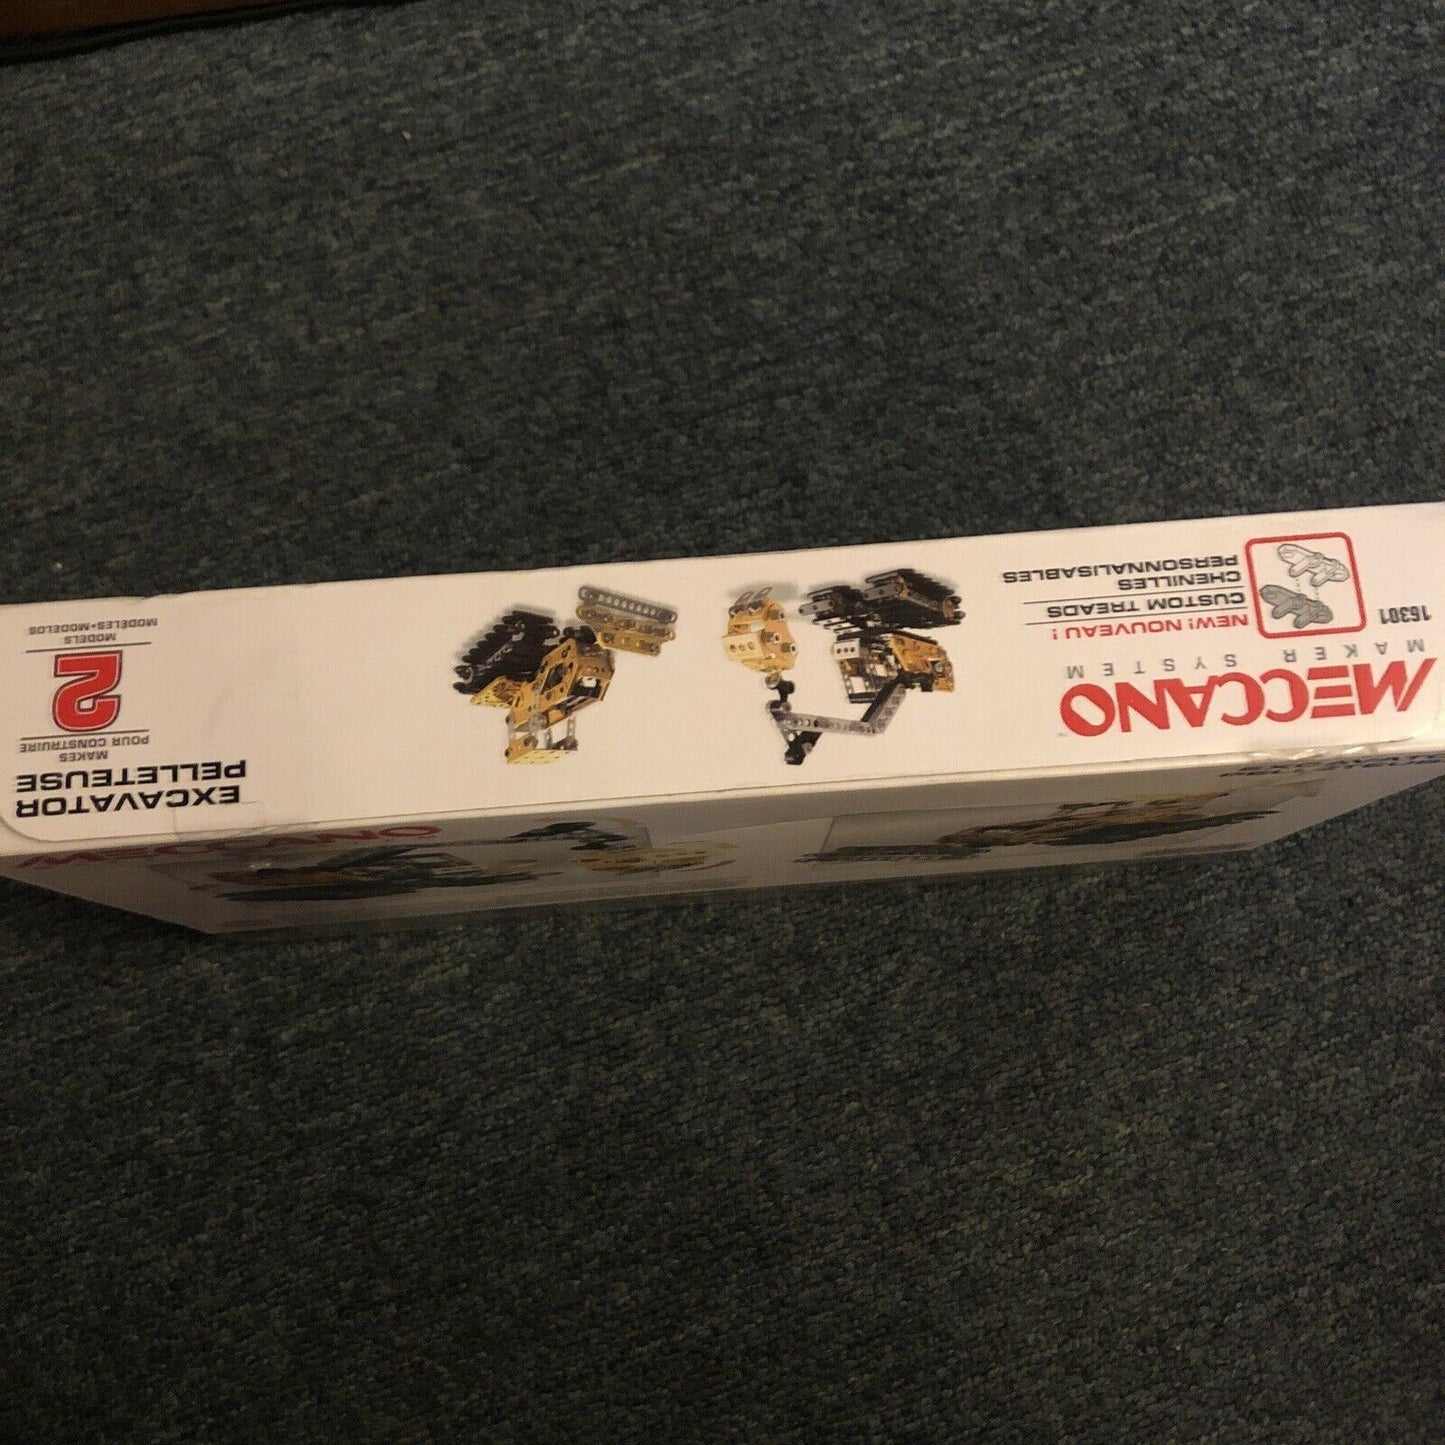 MECCANO™
MAKER SYSTEM
16301
NEW! NOUVEAU !
CUSTOM TREADS
CHENILLES
PERSONNALISABLES
EXCAVATOR
PELLETEUSE
MAKES
POUR CONSTRUIRE
2
MODELS
MODÈLES•MODELOS
MECCANO